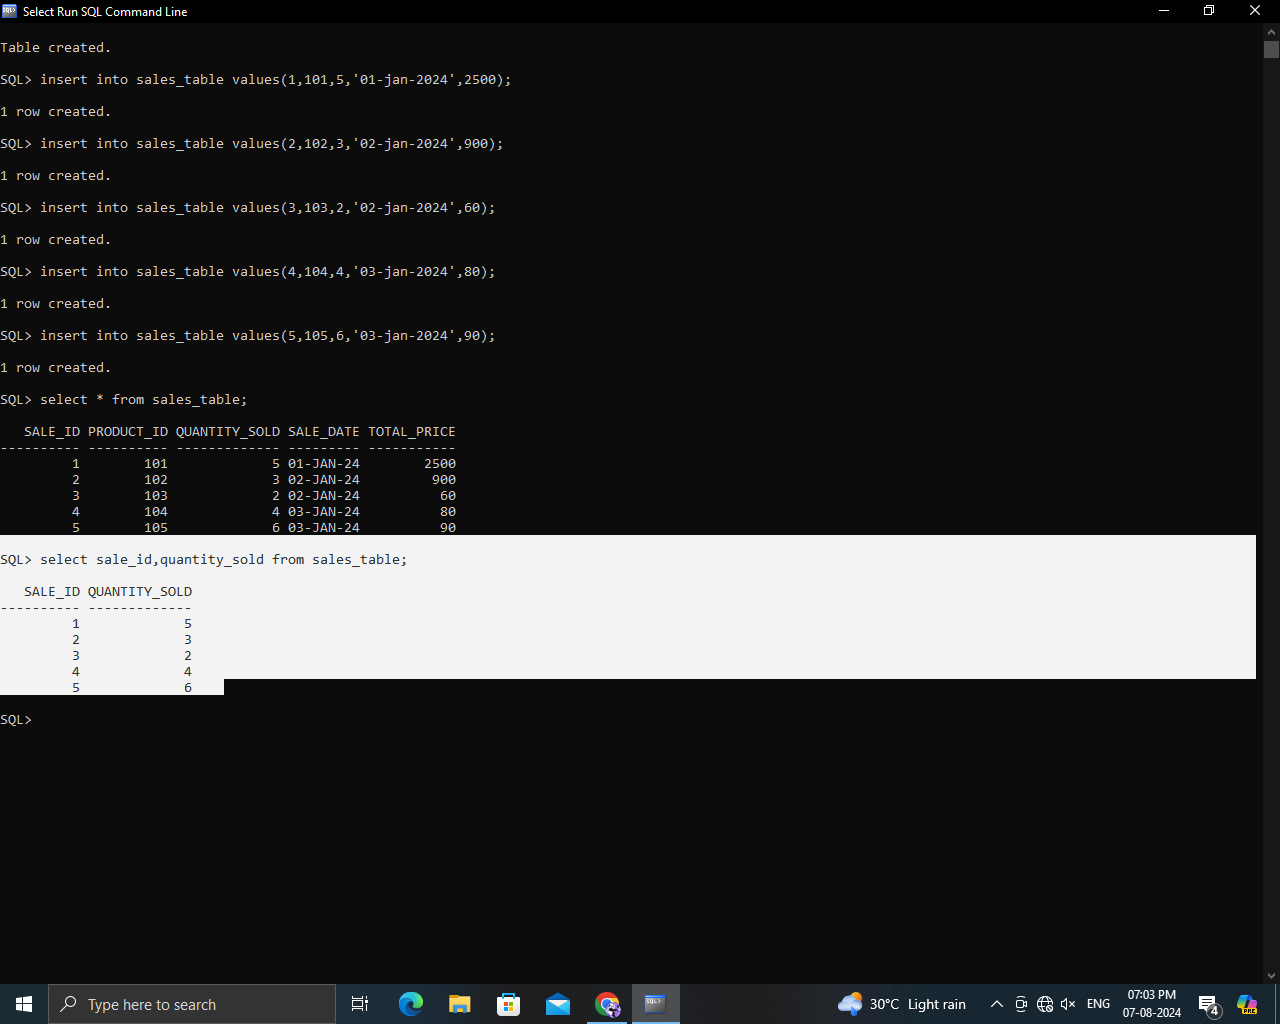 Select Run SQL Command Line
Table created.
SQL> insert into sales_table values(1,101,5,'01-jan-2024',2500);
1 row created.
SQL> insert into sales_table values(2,102,3,'02-jan-2024',900);
1 row created.
SQL> insert into sales_table values(3,103,2,'02-jan-2024',60);
1 row created.
SQL> insert into sales_table values(4,104,4,'03-jan-2024',80);
1 row created.
SQL> insert into sales_table values(5,105,6,'03-jan-2024',90);
1 row created.
SQL> select * from sales_table;
   SALE_ID PRODUCT_ID QUANTITY_SOLD SALE_DATE TOTAL_PRICE
---------- ---------- ------------- --------- -----------
         1        101             5 01-JAN-24        2500
         2        102             3 02-JAN-24         900
         3        103             2 02-JAN-24          60
         4        104             4 03-JAN-24          80
         5        105             6 03-JAN-24          90
SQL> select sale_id,quantity_sold from sales_table;
   SALE_ID QUANTITY_SOLD
---------- -------------
         1             5
         2             3
         3             2
         4             4
         5             6
SQL>
Type here to search
30°C Light rain
ENG
07:03 PM
07-08-2024
4
PRE